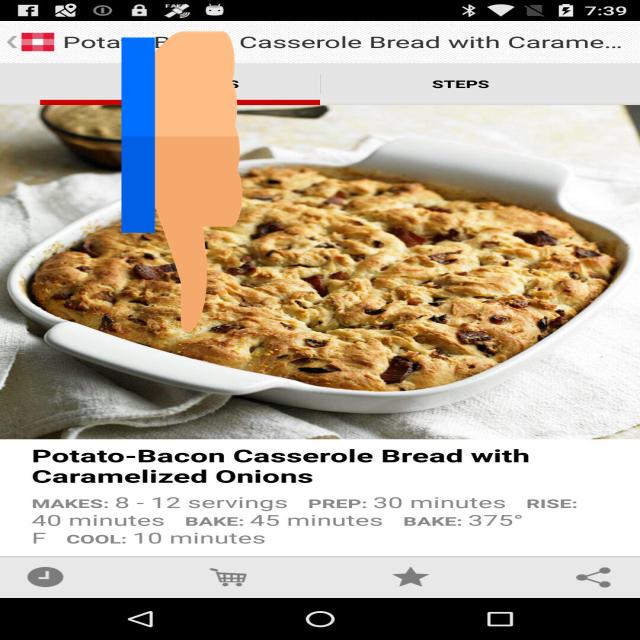 7:39
Casserole Bread with Carame...
STEPS
Potato-Bacon Casserole Bread with
Caramelized Onions
MAKES: 8 - 12 servings PREP: 30 minutes RISE:
40 minutes BAKE: 45 minutes BAKE: 375°
F COOL: 10 minutes